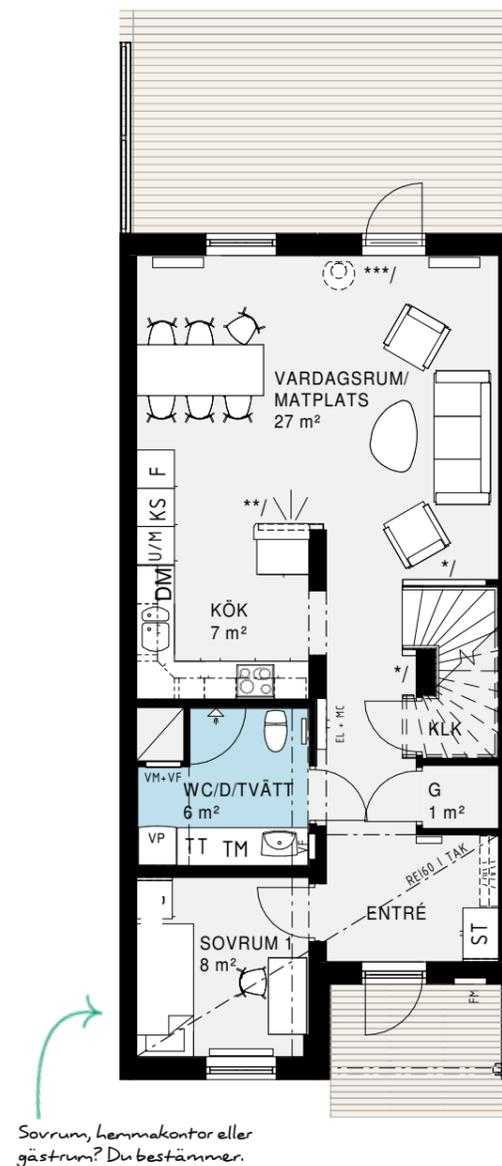 ***/
VARDAGSRUM/
MATPLATS
27 m²
F
KS
U/M
DM
**/
*/
KÖK
7 m²
*/
EL + MC
KLK
VM+VF
WC/D/TVÄTT
6 m²
G
1 m²
VP
TT
TM
VF
REI60 I TAK
ENTRÉ
ST
SOVRUM 1
8 m²
FM
Sovrum, hemmakontor eller
gästrum? Du bestämmer.